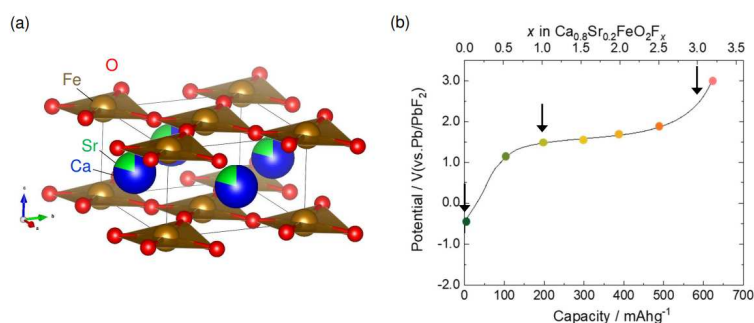 (a)
O
Fe
Sr
Ca
c
b
a
(b)
x in Ca0.8Sr0.2FeO2Fx
0.0 0.5 1.0 1.5 2.0 2.5 3.0 3.5
Potential / V(vs.Pb/PbF2)
3.0
2.0
1.0
0.0
-1.0
-2.0
0 100 200 300 400 500 600 700
Capacity / mAhg-1